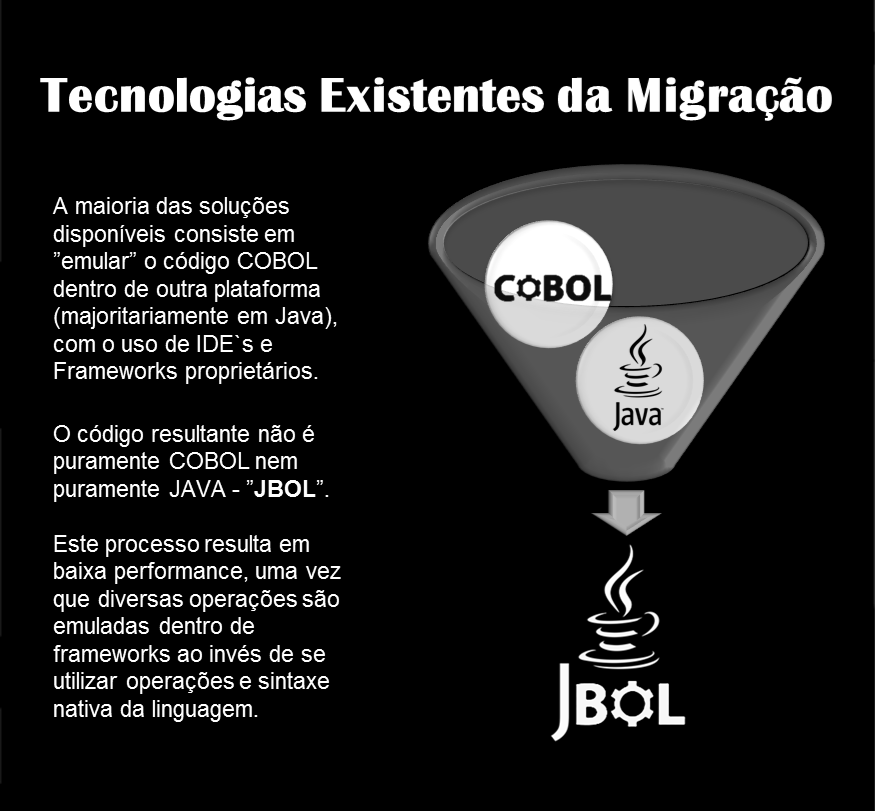 Tecnologias Existentes da Migração
A maioria das soluções
disponíveis consiste em
”emular” o código COBOL
dentro de outra plataforma
(majoritariamente em Java),
com o uso de IDE`s e
Frameworks proprietários.
O código resultante não é
puramente COBOL nem
puramente JAVA - ”JBOL”.
Este processo resulta em
baixa performance, uma vez
que diversas operações são
emuladas dentro de
frameworks ao invés de se
utilizar operações e sintaxe
nativa da linguagem.
COBOL
Java
JBOL